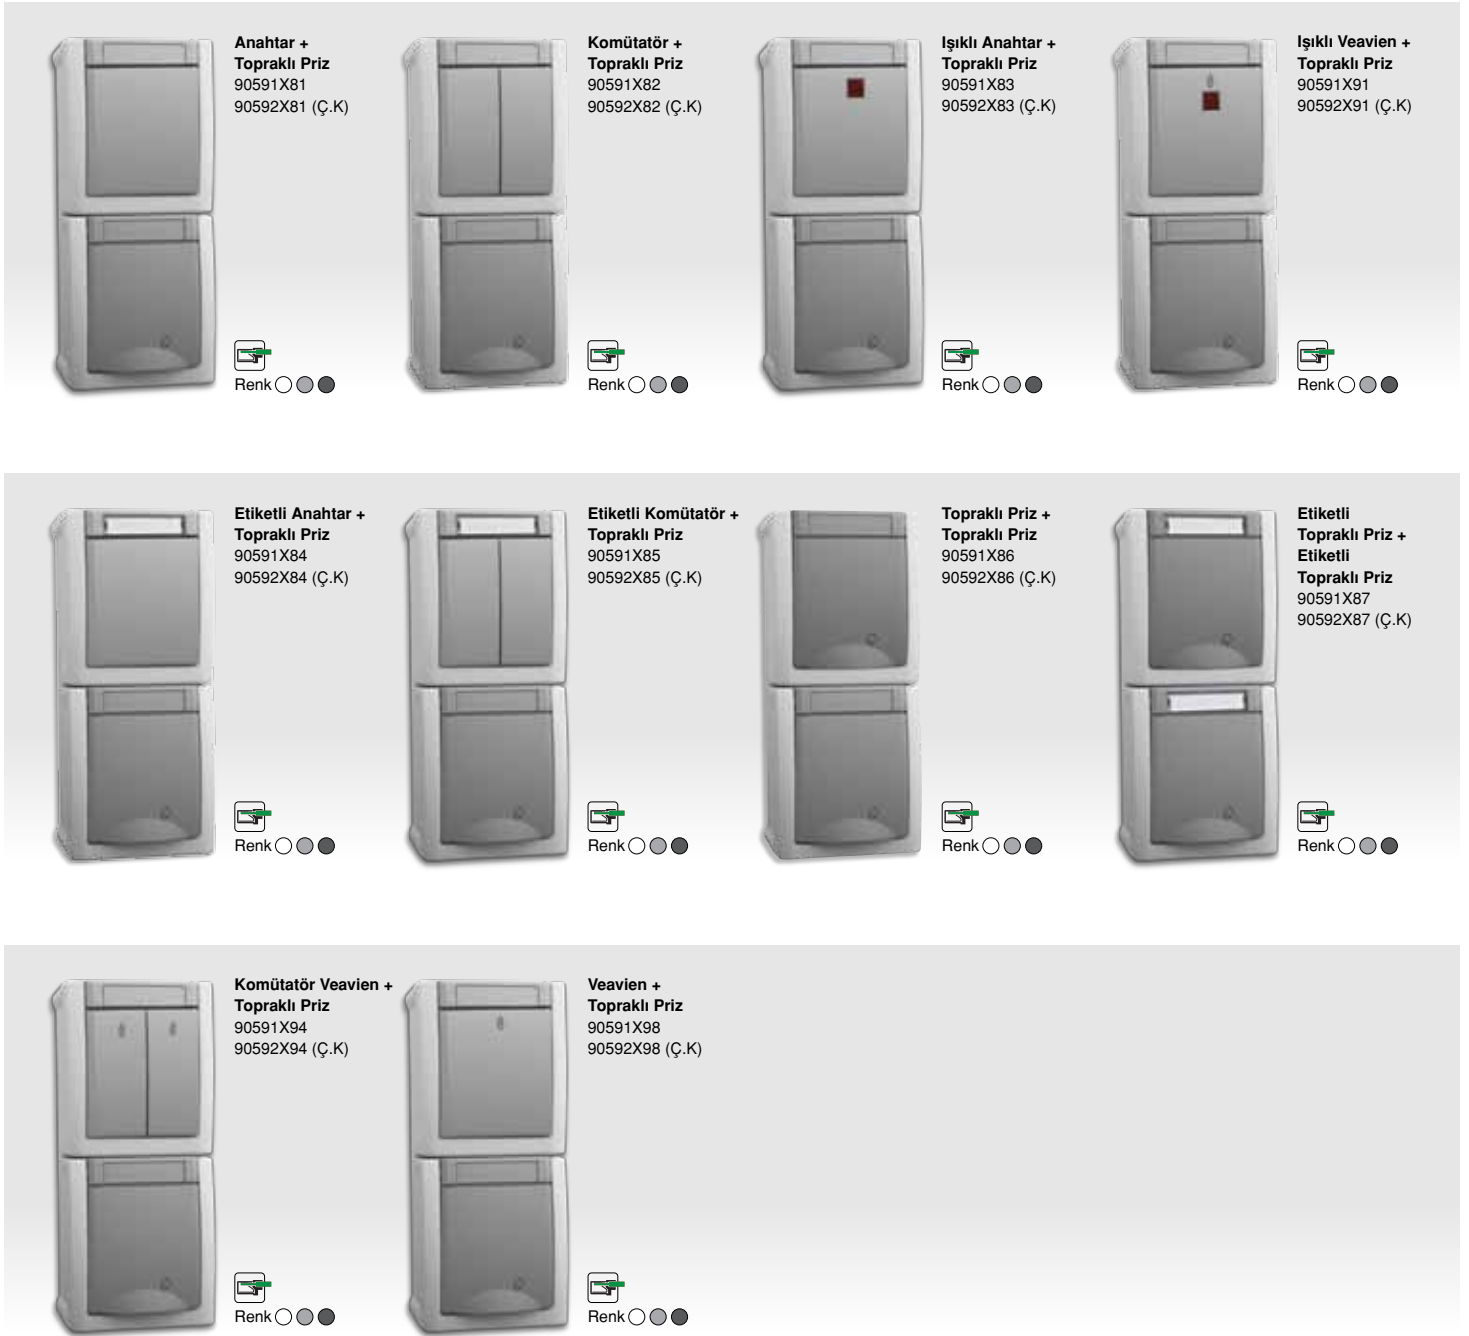 Anahtar +
Topraklı Priz
90591X81
90592X81 (Ç.K)
Renk
Komütatör +
Topraklı Priz
90591X82
90592X82 (Ç.K)
Renk
Işıklı Anahtar +
Topraklı Priz
90591X83
90592X83 (Ç.K)
Renk
Işıklı Veavien +
Topraklı Priz
90591X91
90592X91 (Ç.K)
Renk
Etiketli Anahtar +
Topraklı Priz
90591X84
90592X84 (Ç.K)
Renk
Etiketli Komütatör +
Topraklı Priz
90591X85
90592X85 (Ç.K)
Renk
Topraklı Priz +
Topraklı Priz
90591X86
90592X86 (Ç.K)
Renk
Etiketli
Topraklı Priz +
Etiketli
Topraklı Priz
90591X87
90592X87 (Ç.K)
Renk
Komütatör Veavien +
Topraklı Priz
90591X94
90592X94 (Ç.K)
Renk
Veavien +
Topraklı Priz
90591X98
90592X98 (Ç.K)
Renk